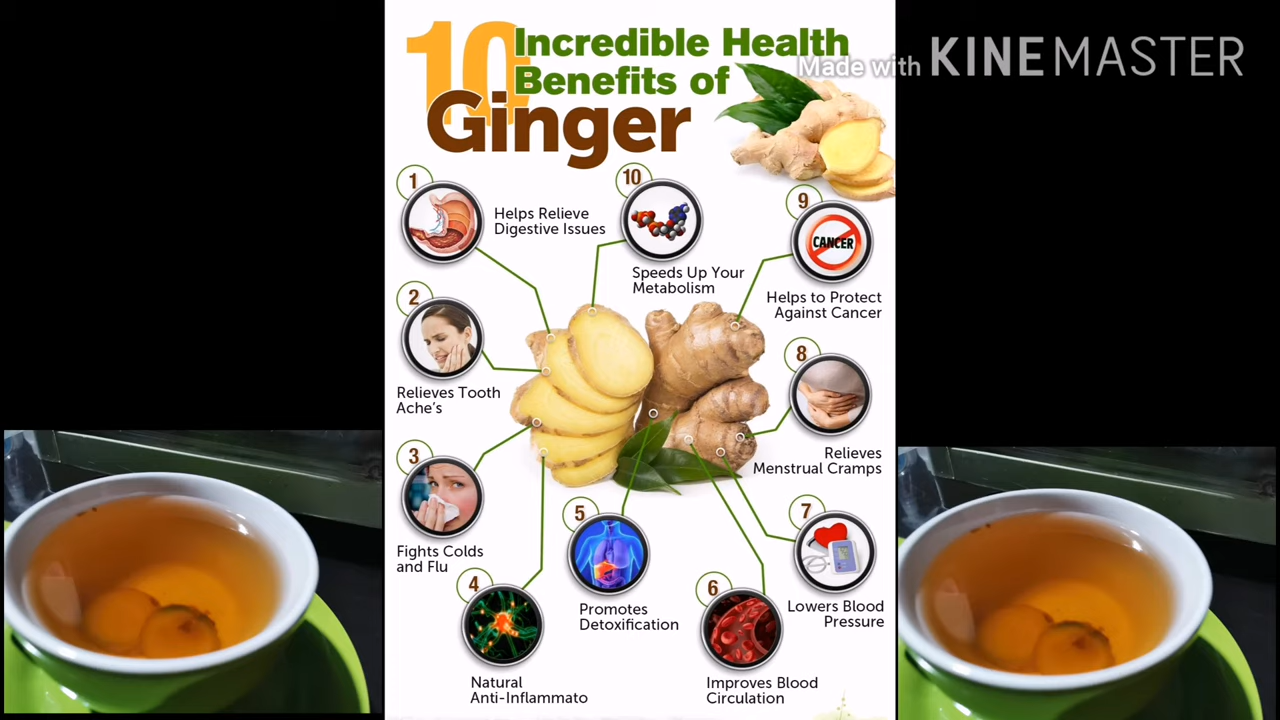 10 Incredible Health
Benefits of
Ginger
Made with KINEMASTER
1
Helps Relieve
Digestive Issues
2
Relieves Tooth
Ache's
3
Fights Colds
and Flu
4
Natural
Anti-Inflammato
5
Promotes
Detoxification
6
Improves Blood
Circulation
7
Lowers Blood
Pressure
8
Relieves
Menstrual Cramps
9
CANCER
Helps to Protect
Against Cancer
10
Speeds Up Your
Metabolism